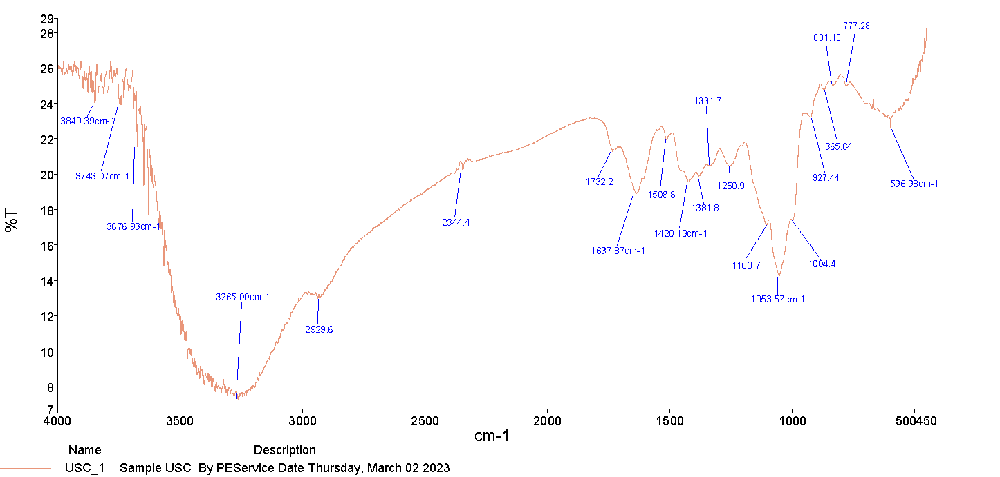 29
28
26
24
22
20
18
16
14
12
10
8
7
%T
4000 3500 3000 2500 2000 1500 1000 500450
cm-1
3849.39cm-1
3743.07cm-1
3676.93cm-1
3265.00cm-1
2929.6
2344.4
1732.2
1637.87cm-1
1508.8
1420.18cm-1
1381.8
1331.7
1250.9
1100.7
1053.57cm-1
1004.4
927.44
865.84
831.18
777.28
596.98cm-1
Name Description
USC_1 Sample USC By PEService Date Thursday, March 02 2023